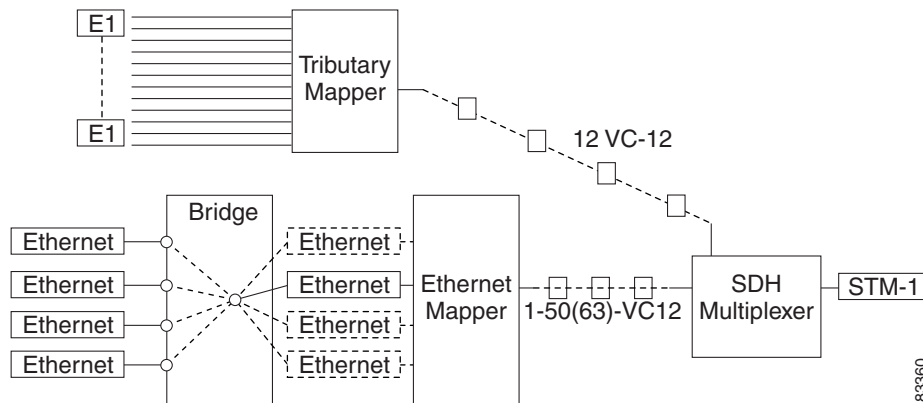 E1
E1
Tributary
Mapper
12 VC-12
Bridge
Ethernet
Ethernet
Ethernet
Ethernet
Ethernet
Ethernet
Ethernet
Ethernet
Ethernet
Mapper
1-50(63)-VC12
SDH
Multiplexer
STM-1
83360